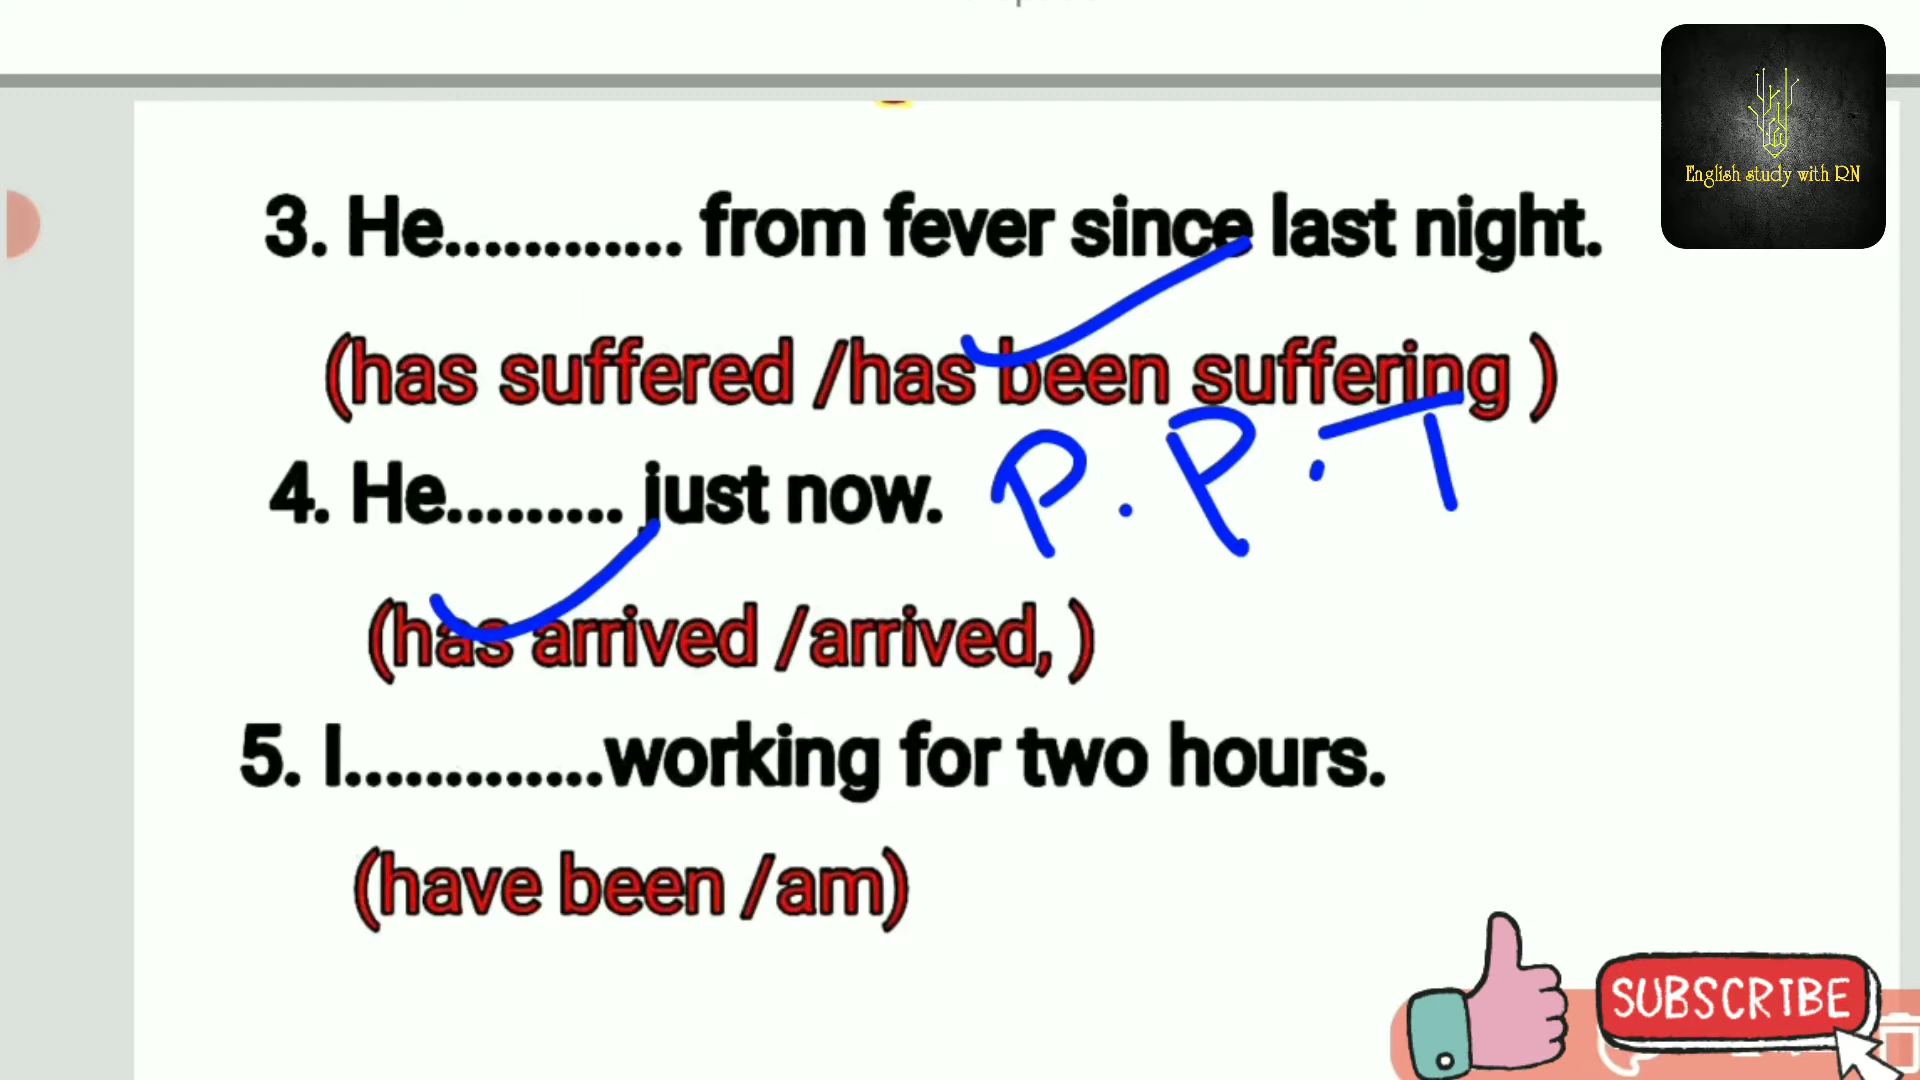 English study with RN
3. He............ from fever since last night.
(has suffered /has been suffering )
4. He......... just now. P.P.T
(has arrived /arrived, )
5. I.............working for two hours.
(have been /am)
SUBSCRIBE